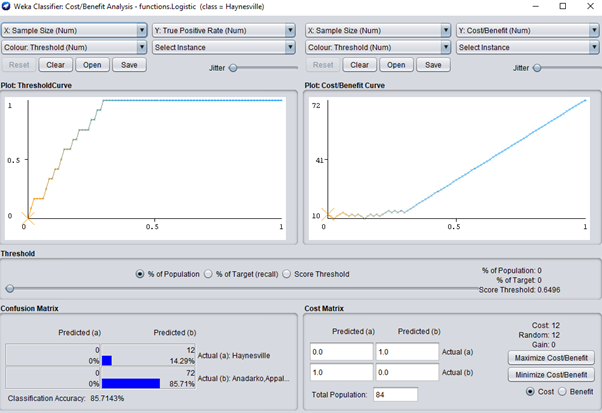 Weka Classifier: Cost/Benefit Analysis - functions.Logistic (class = Haynesville)
X: Sample Size (Num)
Y: True Positive Rate (Num)
Colour: Threshold (Num)
Select Instance
Reset
Clear
Open
Save
Jitter
Plot: ThresholdCurve
1
0.5
0
0
0.5
1
X: Sample Size (Num)
Y: Cost/Benefit (Num)
Colour: Threshold (Num)
Select Instance
Reset
Clear
Open
Save
Jitter
Plot: Cost/Benefit Curve
72
41
10
0
0.5
1
Threshold
% of Population
% of Target (recall)
Score Threshold
% of Population: 0
% of Target: 0
Score Threshold: 0.6496
Confusion Matrix
Predicted (a) Predicted (b)
0 12 Actual (a): Haynesville
0% 14.29%
0 72 Actual (b): Anadarko,Appal...
0% 85.71%
Classification Accuracy: 85.7143%
Cost Matrix
Predicted (a) Predicted (b)
0.0 1.0 Actual (a)
1.0 0.0 Actual (b)
Total Population: 84
Cost: 12
Random: 12
Gain: 0
Maximize Cost/Benefit
Minimize Cost/Benefit
Cost
Benefit